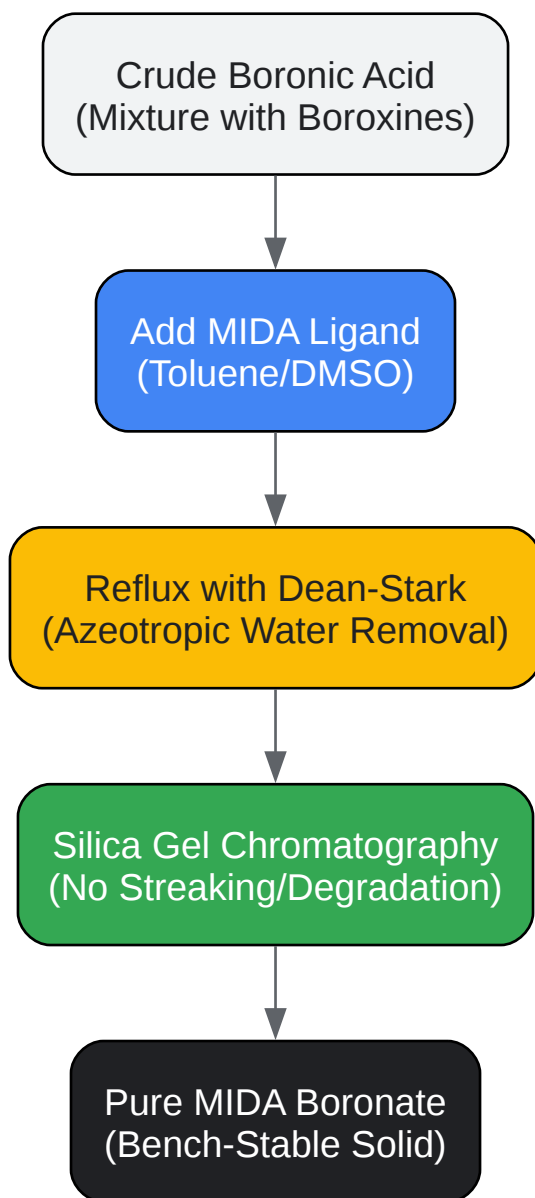 Crude Boronic Acid
(Mixture with Boroxines)
Add MIDA Ligand
(Toluene/DMSO)
Reflux with Dean-Stark
(Azeotropic Water Removal)
Silica Gel Chromatography
(No Streaking/Degradation)
Pure MIDA Boronate
(Bench-Stable Solid)